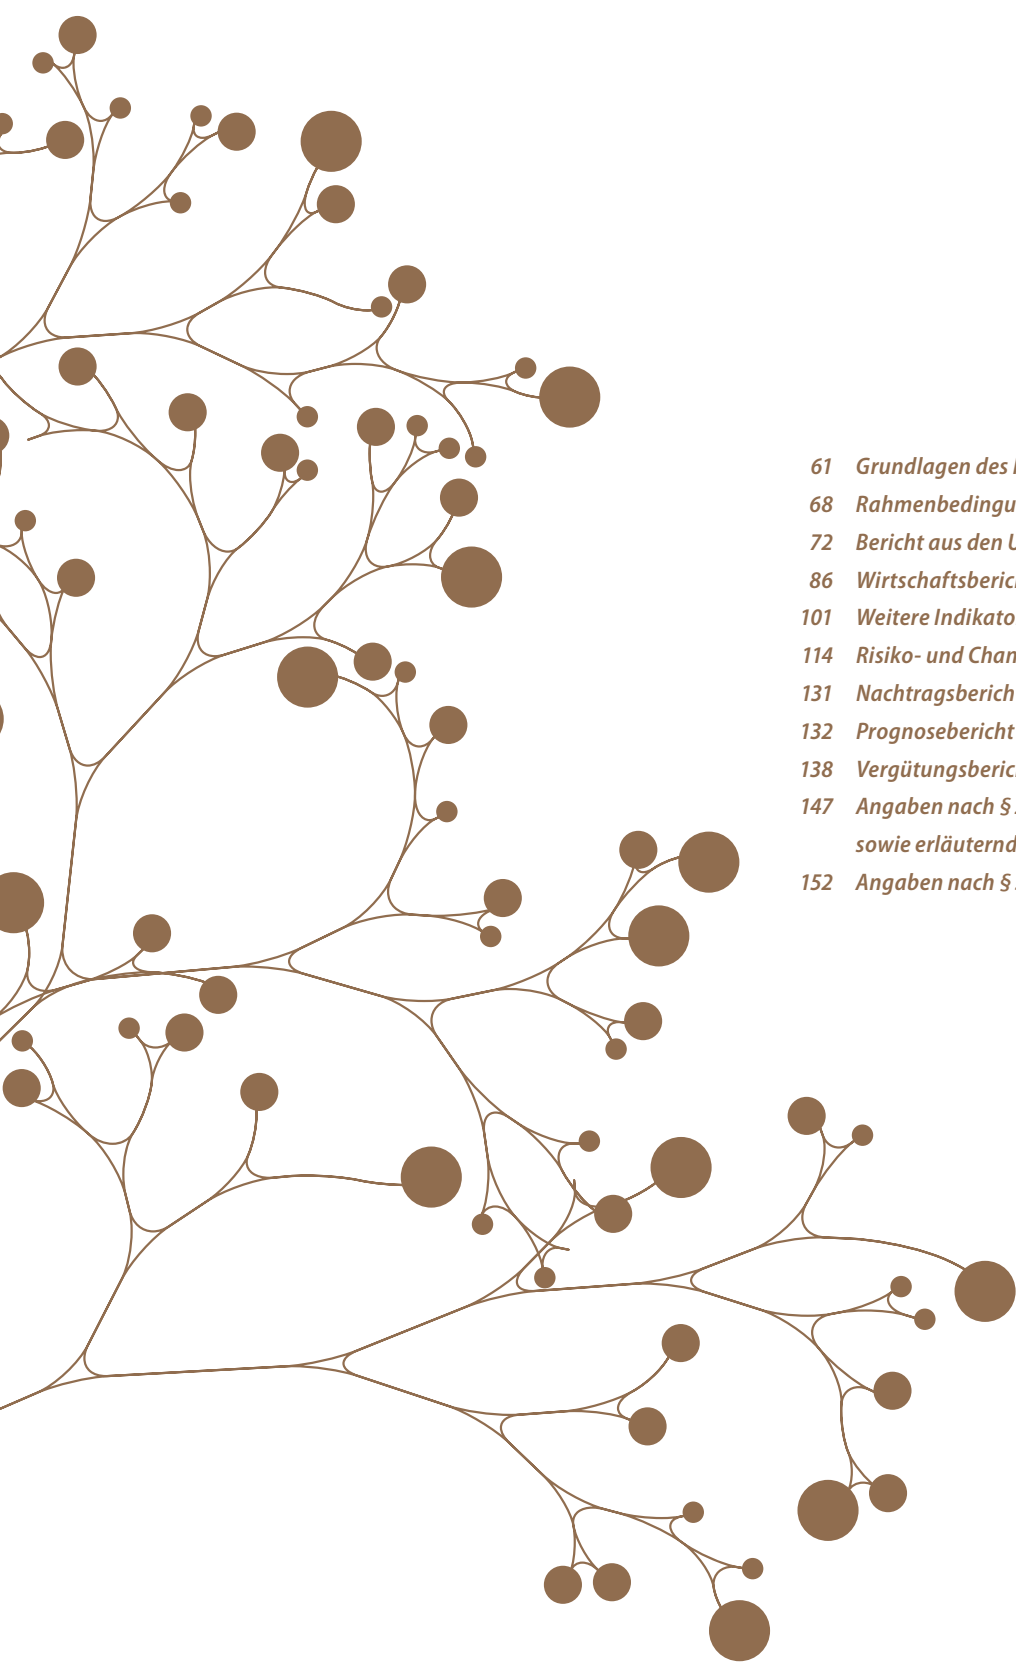 61 Grundlagen des
68 Rahmenbedingu
72 Bericht aus den U
86 Wirtschaftsberic
101 Weitere Indikato
114 Risiko- und Chan
131 Nachtragsberich
132 Prognosebericht
138 Vergütungsberic
147 Angaben nach §
sowie erläuternd
152 Angaben nach §